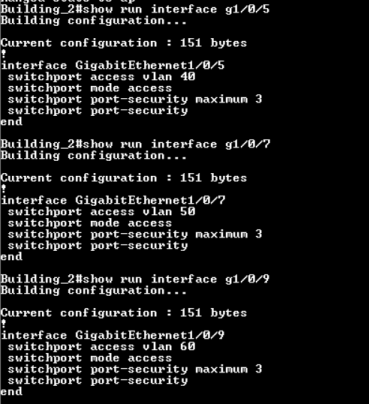 Building_2#show run interface g1/0/5
Building configuration...
Current configuration : 151 bytes
!
interface GigabitEthernet1/0/5
switchport access vlan 40
switchport mode access
switchport port-security maximum 3
switchport port-security
end
Building_2#show run interface g1/0/7
Building configuration...
Current configuration : 151 bytes
!
interface GigabitEthernet1/0/7
switchport access vlan 50
switchport mode access
switchport port-security maximum 3
switchport port-security
end
Building_2#show run interface g1/0/9
Building configuration...
Current configuration : 151 bytes
!
interface GigabitEthernet1/0/9
switchport access vlan 60
switchport mode access
switchport port-security maximum 3
switchport port-security
end